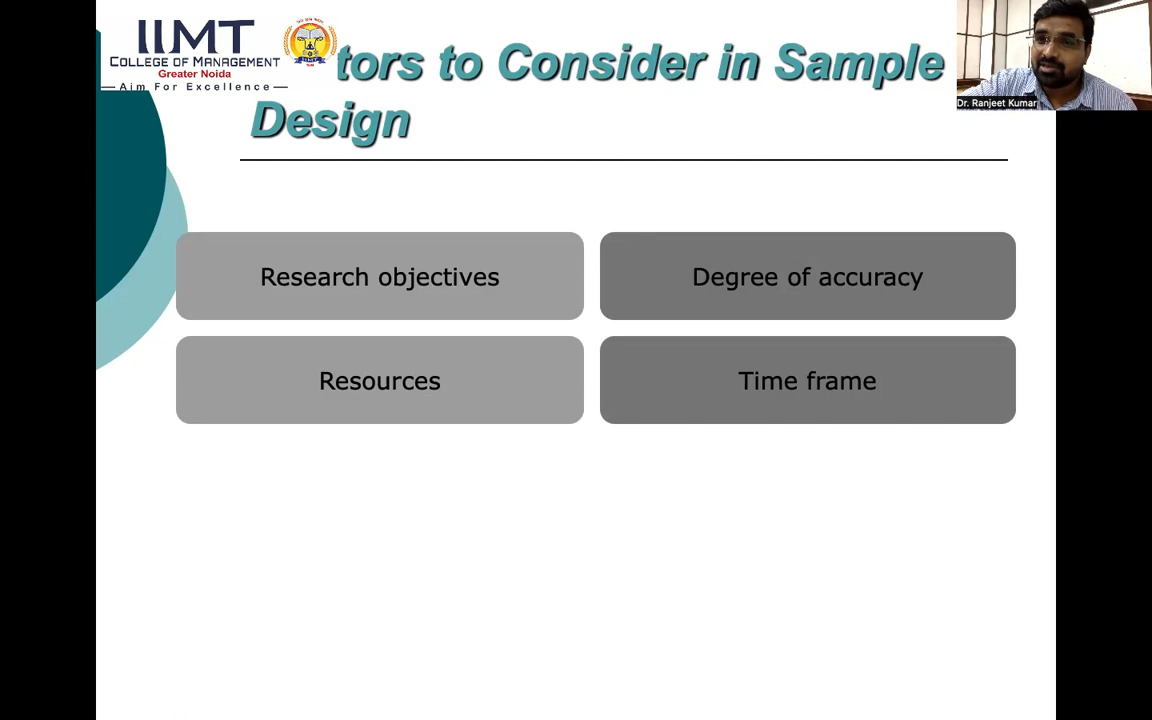 IIMT
COLLEGE OF MANAGEMENT
Greater Noida
—Aim For Excellence—
tors to Consider in Sample
Design
Dr. Ranjeet Kumar
Research objectives
Degree of accuracy
Resources
Time frame